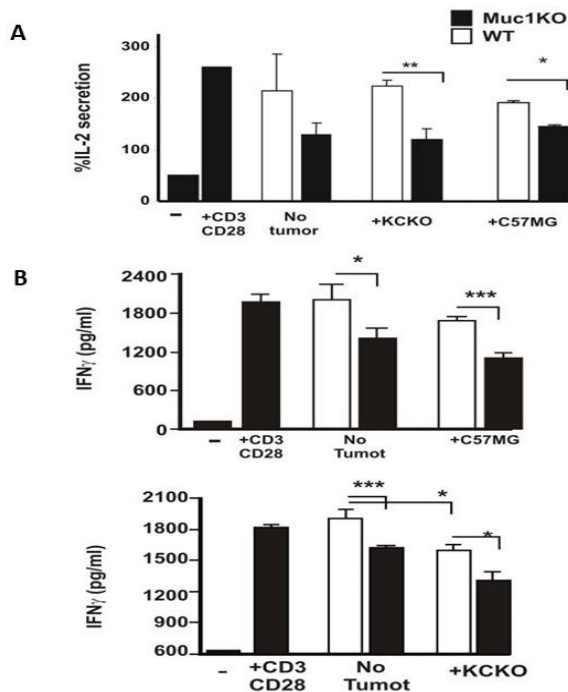 A
Muc1KO
WT
%IL-2 secretion
300
200
100
0
**
*
–
+CD3
CD28
No
tumor
+KCKO
+C57MG
B
IFNγ (pg/ml)
2400
1800
1200
600
0
*
***
–
+CD3
CD28
No
Tumot
+C57MG
IFNγ (pg/ml)
2100
1800
1500
1200
900
600
***
*
*
-
+CD3
CD28
No
Tumot
+KCKO